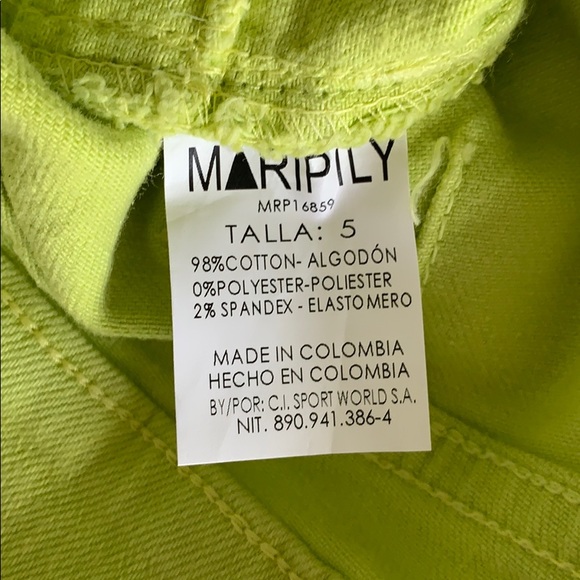 MARIPILY
MRP16859
TALLA: 5
98%COTTON- ALGODÓN
0%POLYESTER-POLIESTER
2% SPANDEX - ELASTOMERO
MADE IN COLOMBIA
HECHO EN COLOMBIA
BY/POR: C.I. SPORT WORLD S.A.
NIT. 890.941.386-4